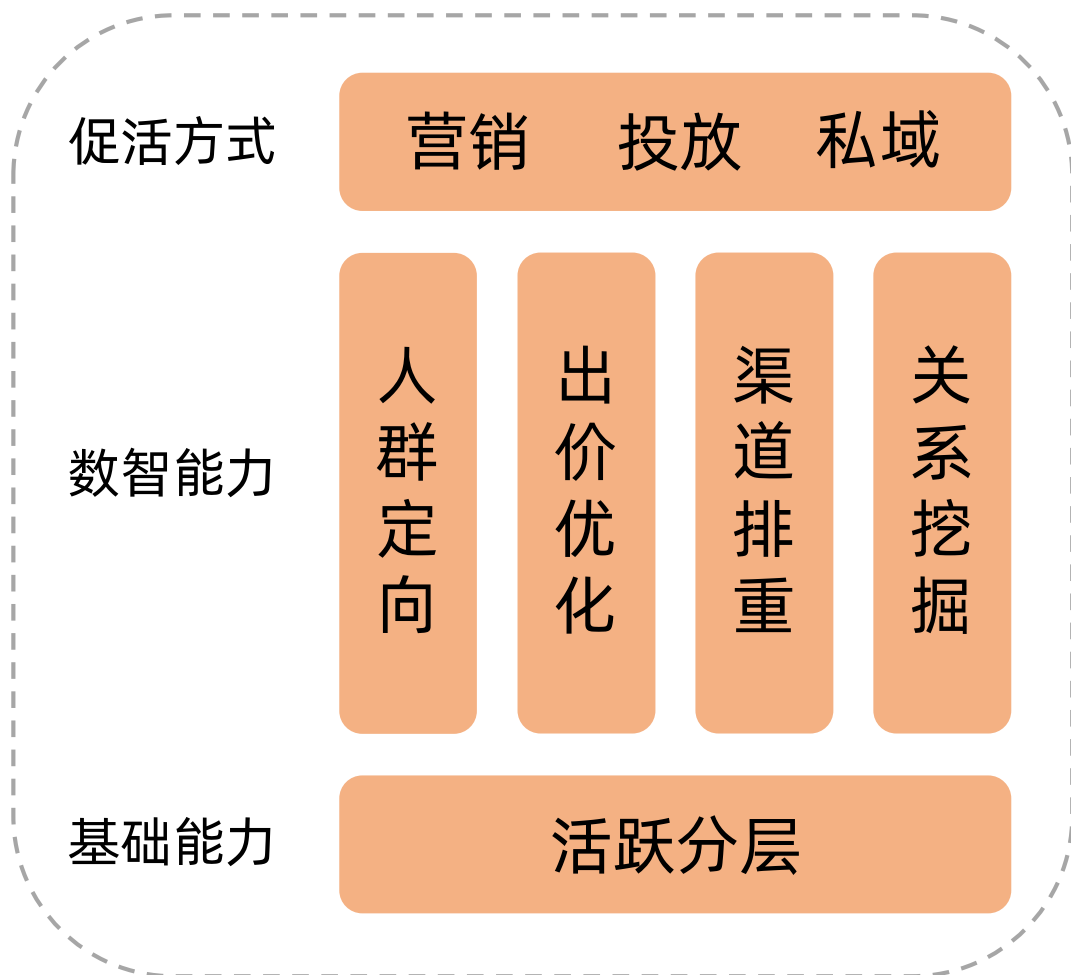 促活方式
营销 投放 私域
数智能力
人群定向
出价优化
渠道排重
关系挖掘
基础能力
活跃分层